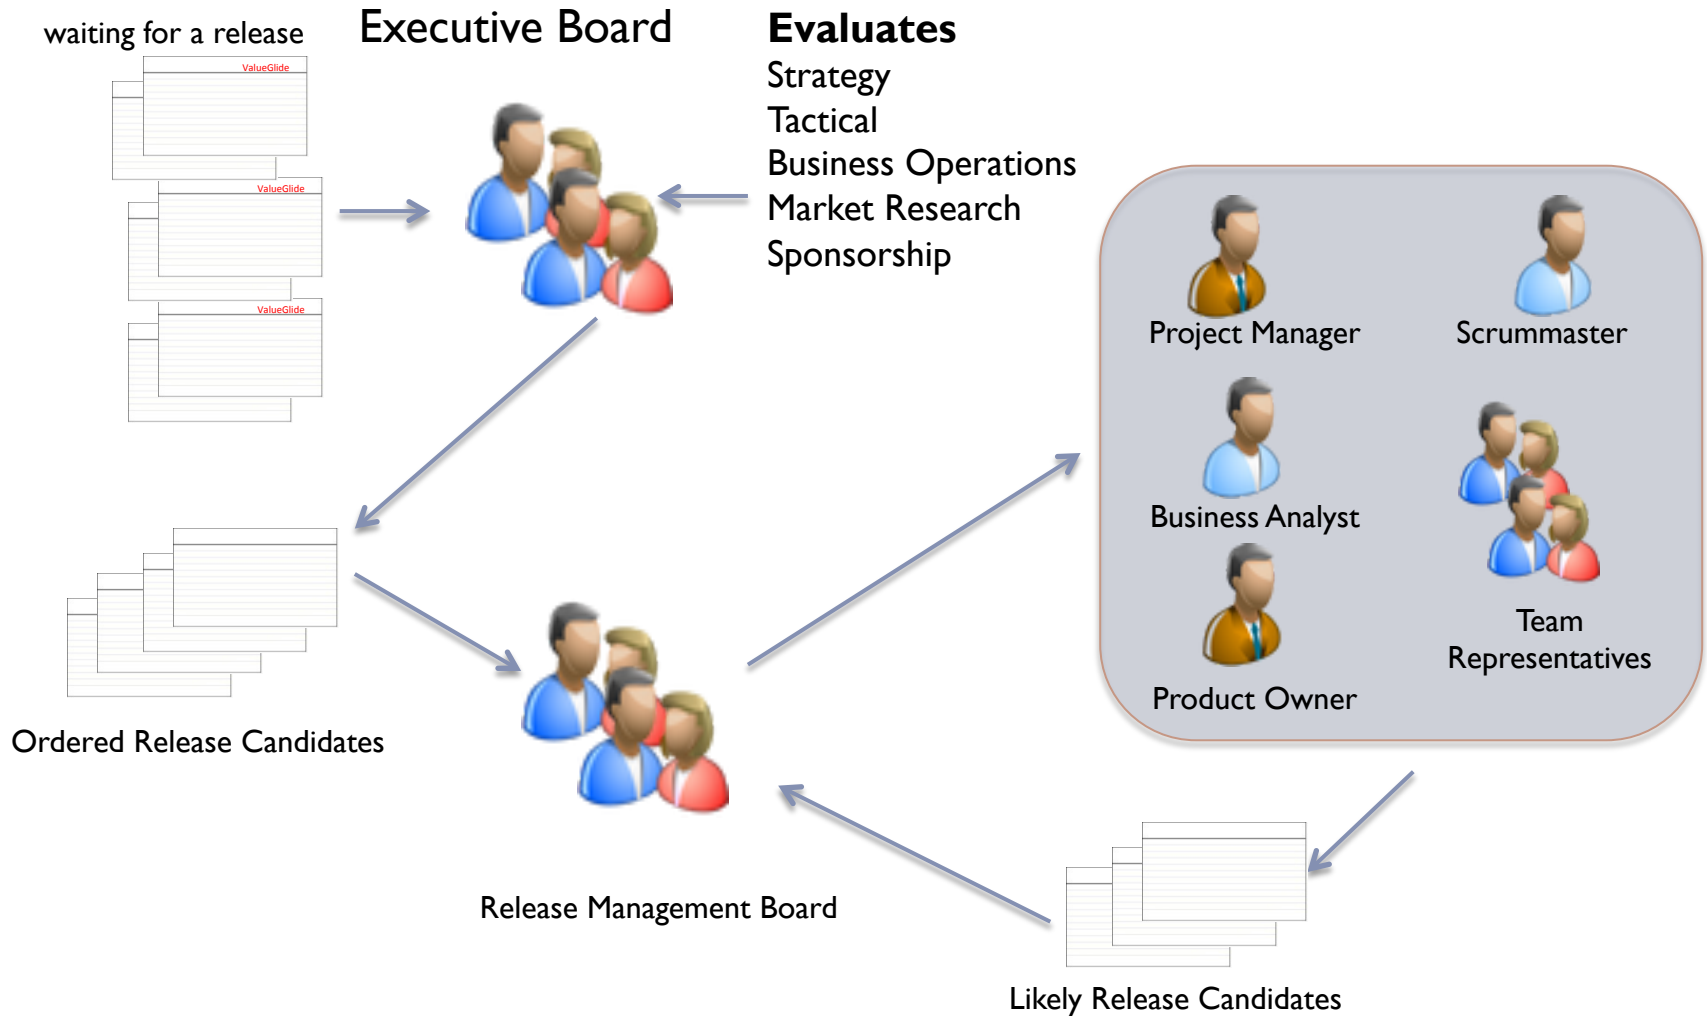 waiting for a release
Executive Board
Evaluates
Strategy
Tactical
Business Operations
Market Research
Sponsorship
ValueGlide
ValueGlide
ValueGlide
Project Manager
Scrummaster
Business Analyst
Team
Representatives
Product Owner
Ordered Release Candidates
Release Management Board
Likely Release Candidates